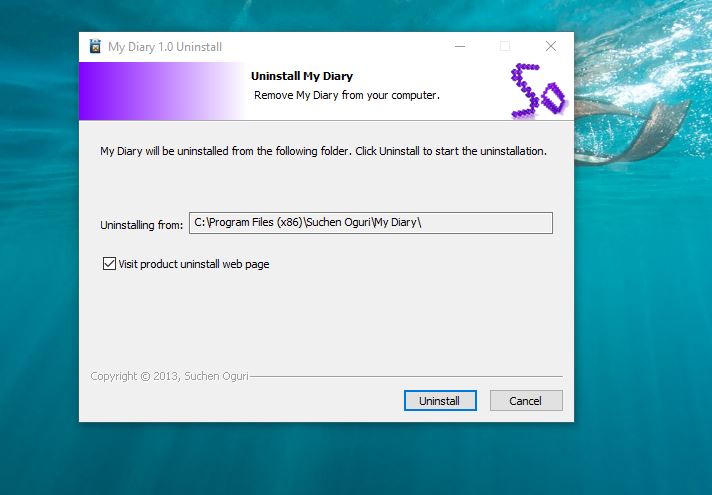 My Diary 1.0 Uninstall
Uninstall My Diary
Remove My Diary from your computer.
So
My Diary will be uninstalled from the following folder. Click Uninstall to start the uninstallation.
Uninstalling from: C:\Program Files (x86)\Suchen Oguri\My Diary\
Visit product uninstall web page
Copyright © 2013, Suchen Oguri
Uninstall Cancel